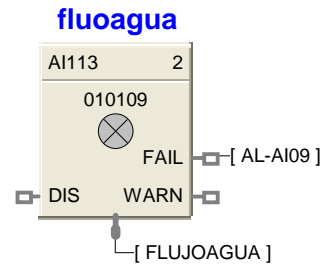 fluoagua
AI113 2
010109
FAIL [ AL-AI09 ]
DIS WARN
[ FLUJOAGUA ]